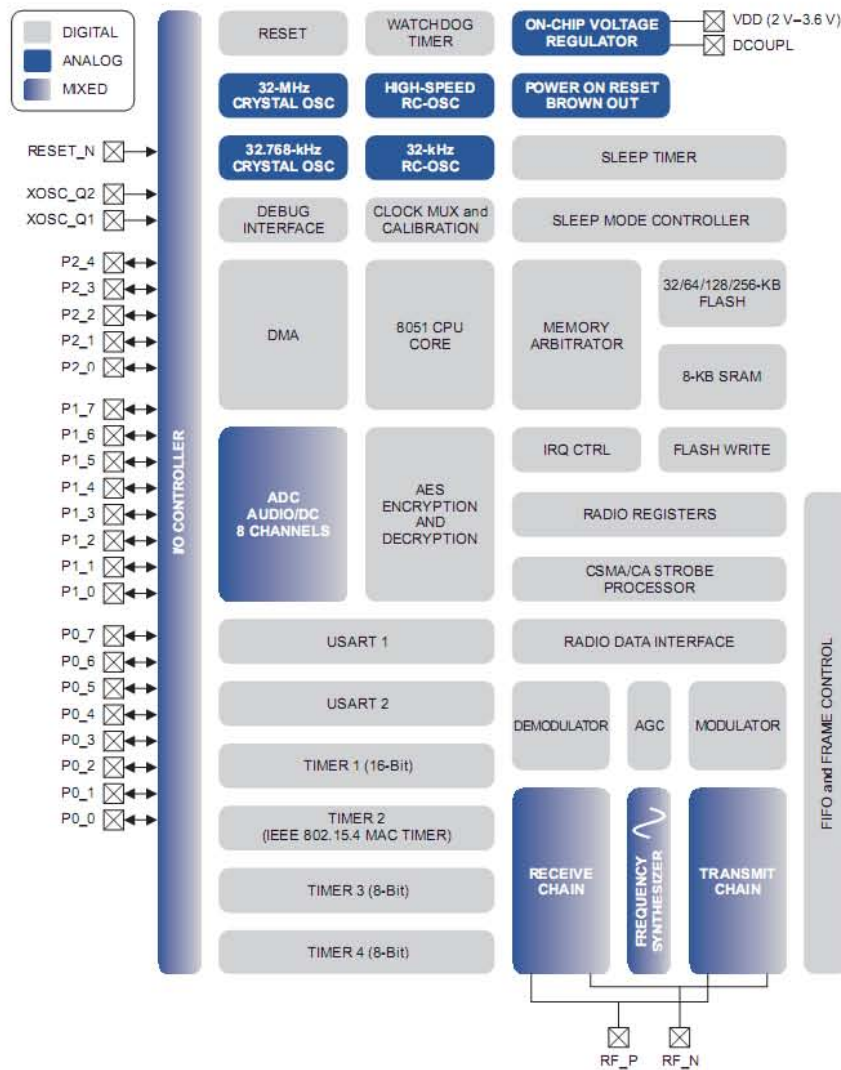 DIGITAL
ANALOG
MIXED
RESET
WATCHDOG
TIMER
ON-CHIP VOLTAGE
REGULATOR
VDD (2 V–3.6 V)
DCOUPL
32-MHz
CRYSTAL OSC
HIGH-SPEED
RC-OSC
POWER ON RESET
BROWN OUT
RESET_N
32.768-kHz
CRYSTAL OSC
32-kHz
RC-OSC
SLEEP TIMER
XOSC_Q2
XOSC_Q1
DEBUG
INTERFACE
CLOCK MUX and
CALIBRATION
SLEEP MODE CONTROLLER
P2_4
P2_3
P2_2
P2_1
P2_0
DMA
8051 CPU
CORE
MEMORY
ARBITRATOR
32/64/128/256-KB
FLASH
8-KB SRAM
P1_7
P1_6
P1_5
P1_4
P1_3
P1_2
P1_1
P1_0
I/O CONTROLLER
ADC
AUDIO/DC
8 CHANNELS
AES
ENCRYPTION
AND
DECRYPTION
IRQ CTRL
FLASH WRITE
RADIO REGISTERS
CSMA/CA STROBE
PROCESSOR
P0_7
P0_6
P0_5
P0_4
P0_3
P0_2
P0_1
P0_0
USART 1
RADIO DATA INTERFACE
USART 2
DEMODULATOR
AGC
MODULATOR
FIFO and FRAME CONTROL
TIMER 1 (16-Bit)
TIMER 2
(IEEE 802.15.4 MAC TIMER)
TIMER 3 (8-Bit)
TIMER 4 (8-Bit)
RECEIVE
CHAIN
FREQUENCY
SYNTHESIZER
TRANSMIT
CHAIN
RF_P
RF_N